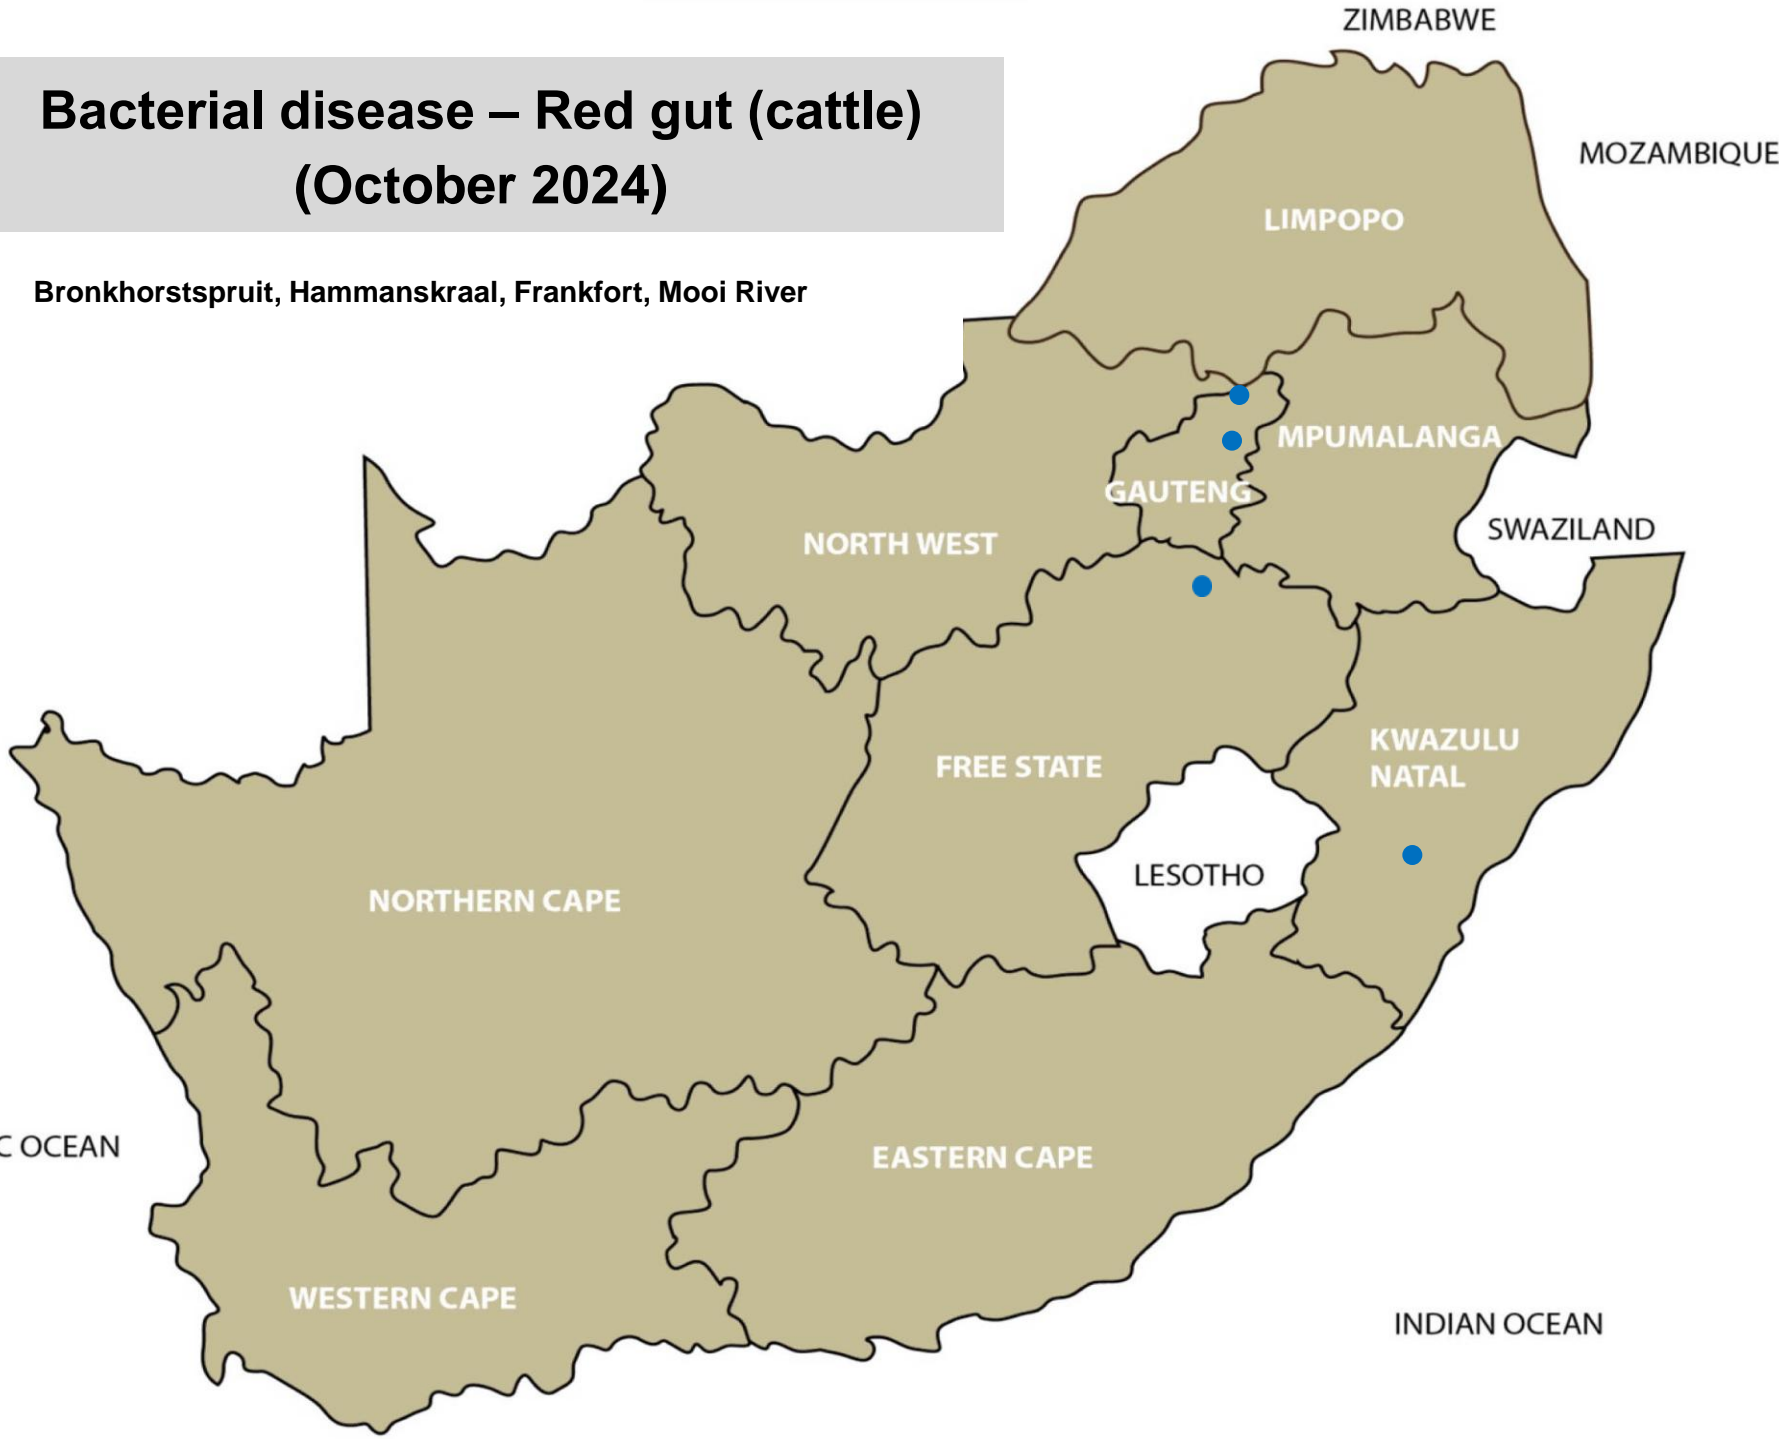 ZIMBABWE
Bacterial disease – Red gut (cattle)
(October 2024)
MOZAMBIQUE
LIMPOPO
Bronkhorstspruit, Hammanskraal, Frankfort, Mooi River
MPUMALANGA
GAUTENG
SWAZILAND
NORTH WEST
KWAZULU
NATAL
FREE STATE
LESOTHO
NORTHERN CAPE
C OCEAN
EASTERN CAPE
WESTERN CAPE
INDIAN OCEAN